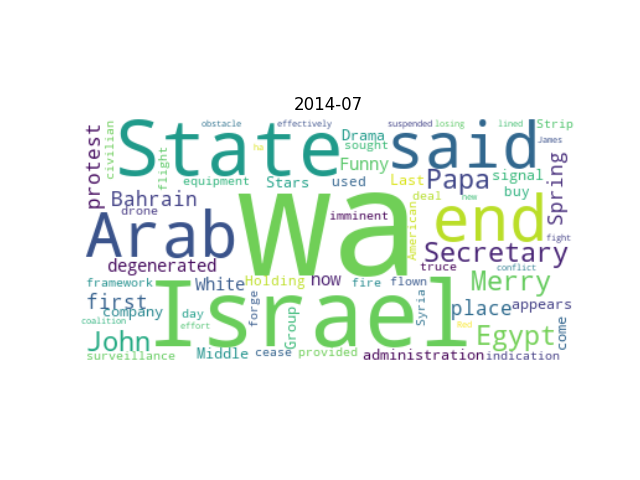 2014-07
obstacle effectively suspended losing lined Strip
protest civilian State said James
ha Drama
sought
flight equipment Stars used Funny Last Papa signal
deal buy Spring
Bahrain
drone wa imminent American end new
Arab Secretary fight
degenerated truce conflict
framework White Holding now fire flown Syria Merry
first company Israel place appears
coalition day forge Group Red come
effort
John Egypt
surveillance Middle cease provided administration indication